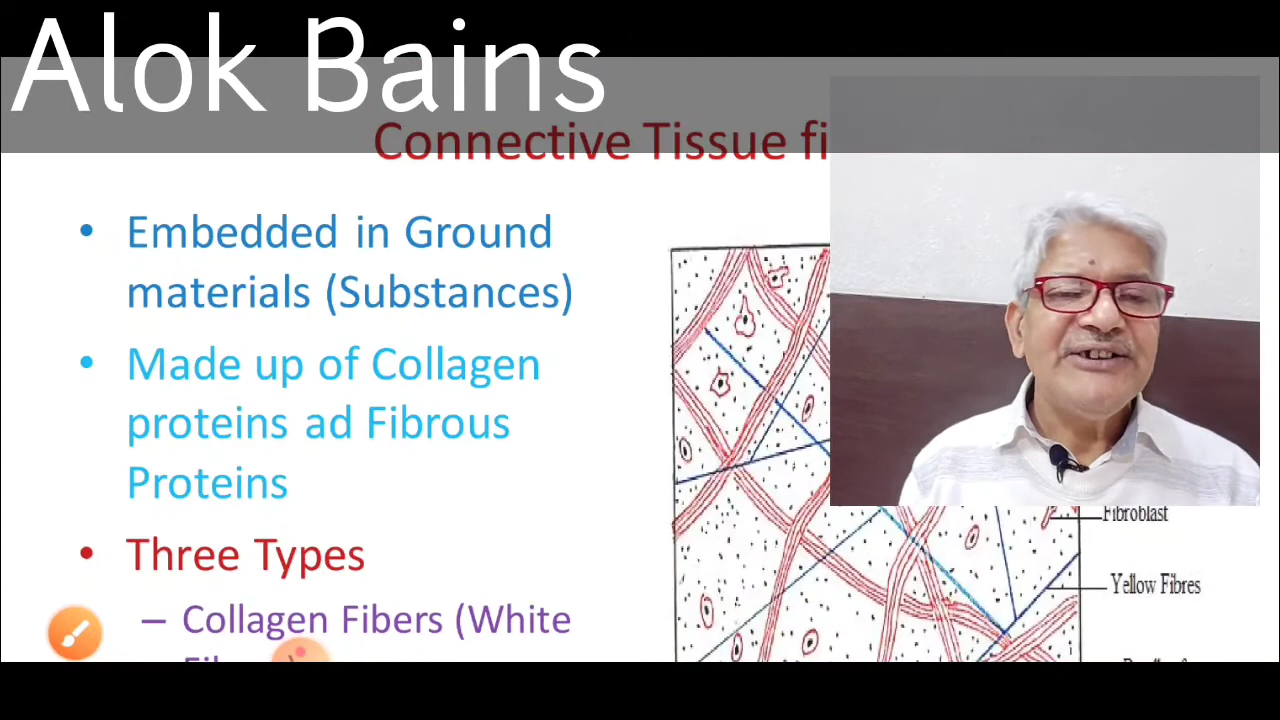 Alok Bains
Connective Tissue fi
• Embedded in Ground
materials (Substances)
• Made up of Collagen
proteins ad Fibrous
Proteins
• Three Types
– Collagen Fibers (White
Fibroblast
Yellow Fibres